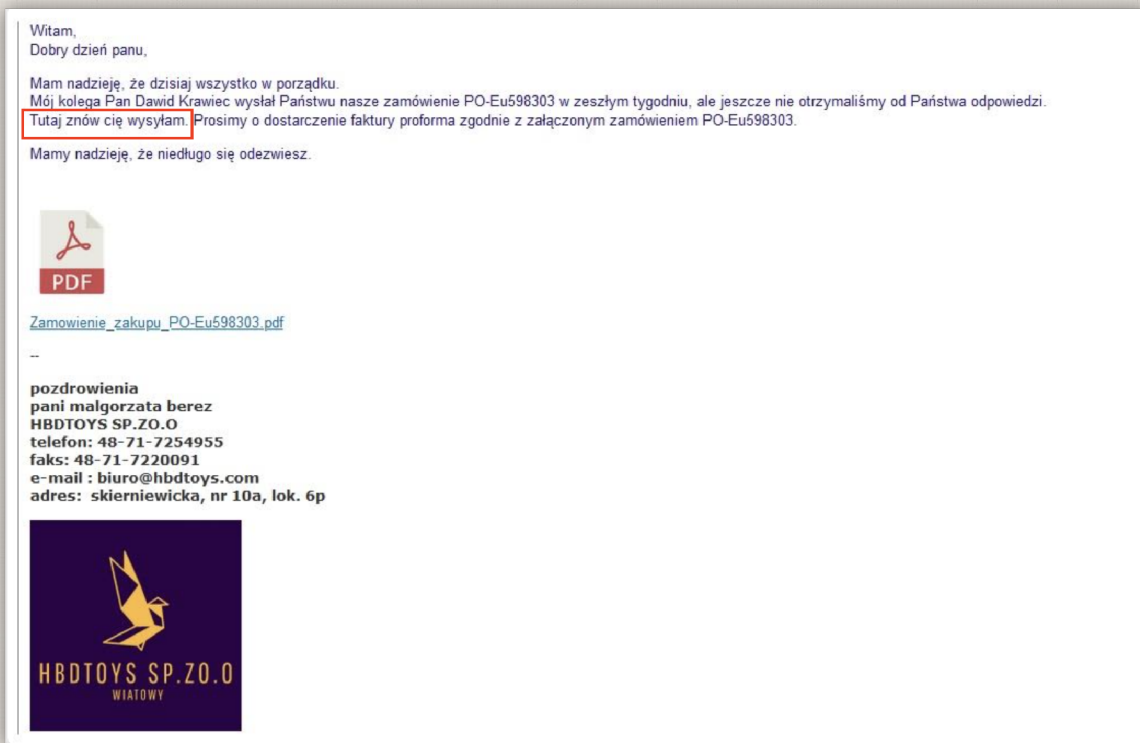 Witam,
Dobry dzień panu,
Mam nadzieję, że dzisiaj wszystko w porządku.
Mój kolega Pan Dawid Krawiec wysłał Państwu nasze zamówienie PO-Eu598303 w zeszłym tygodniu, ale jeszcze nie otrzymaliśmy od Państwa odpowiedzi.
Tutaj znów cię wysyłam. Prosimy o dostarczenie faktury proforma zgodnie z załączonym zamówieniem PO-Eu598303.
Mamy nadzieję, że niedługo się odezwiesz.
PDF
Zamowienie_zakupu_PO-Eu598303.pdf
--
pozdrowienia
pani malgorzata berez
HBDTOYS SP.ZO.O
telefon: 48-71-7254955
faks: 48-71-7220091
e-mail : biuro@hbdtoys.com
adres:  skierniewicka, nr 10a, lok. 6p
HBDTOYS SP.ZO.O
WIATOWY